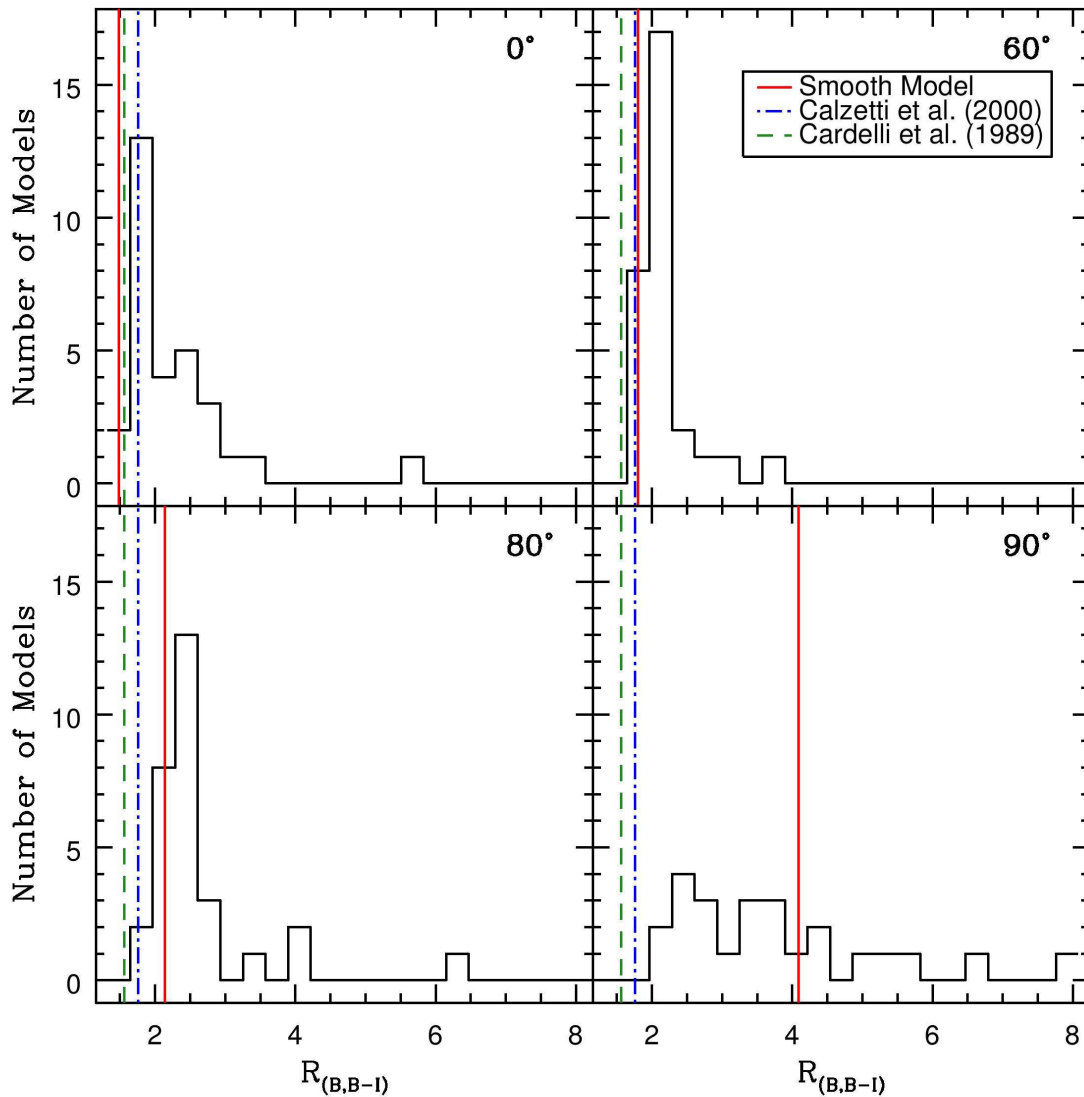 0°
60°
Smooth Model
Calzetti et al. (2000)
Cardelli et al. (1989)
Number of Models
15
10
5
0
80°
90°
Number of Models
15
10
5
0
2
4
6
8
2
4
6
8
R(B,B-I)
R(B,B-I)